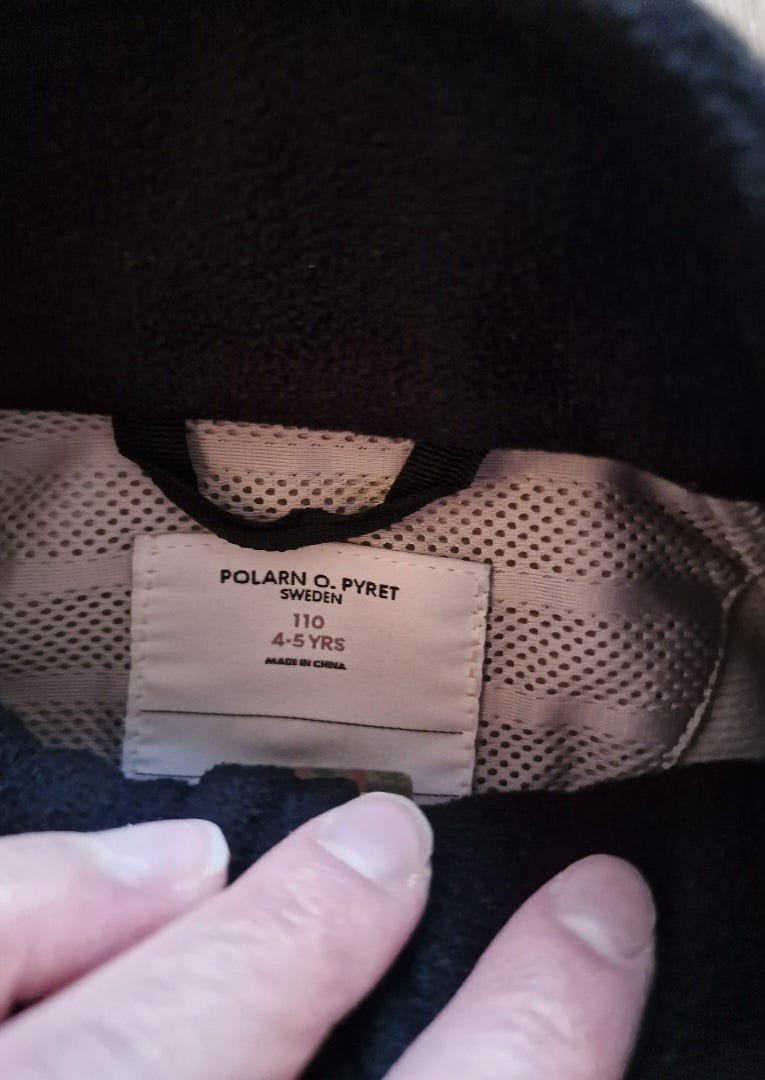 POLARN O. PYRET
SWEDEN
110
4-5 YRS
MADE IN CHINA